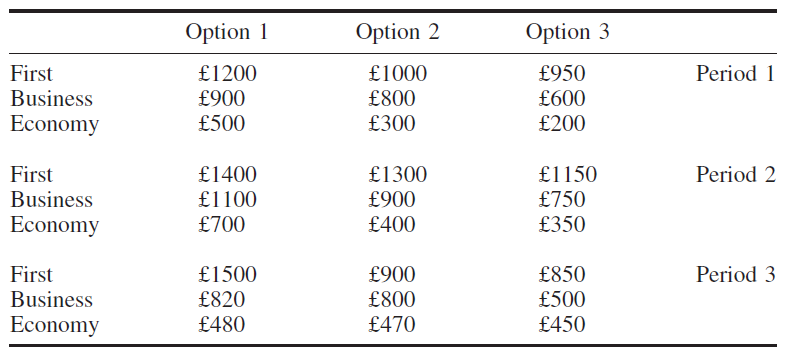 Option 1 Option 2 Option 3
First £1200 £1000 £950 Period 1
Business £900 £800 £600
Economy £500 £300 £200
First £1400 £1300 £1150 Period 2
Business £1100 £900 £750
Economy £700 £400 £350
First £1500 £900 £850 Period 3
Business £820 £800 £500
Economy £480 £470 £450